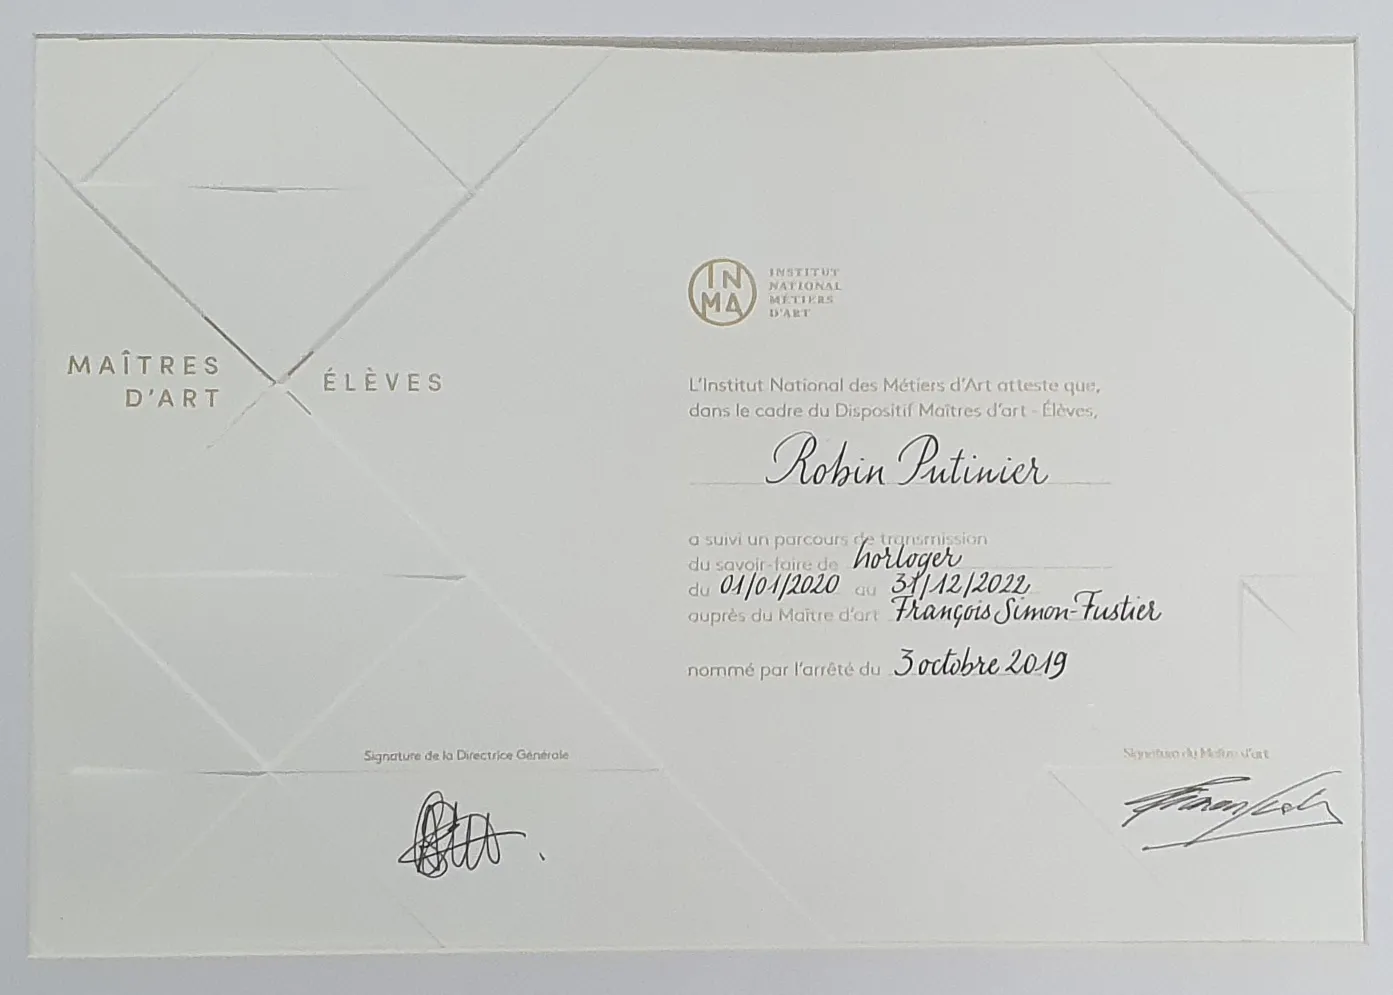 MAÎTRES
D'ART
ÉLÈVES
INMA
INSTITUT
NATIONAL
MÉTIERS
D'ART
L'Institut National des Métiers d'Art atteste que,
dans le cadre du Dispositif Maîtres d'art - Élèves,
Robin Putinier
a suivi un parcours de transmission
du savoir-faire de horloger
du 01/01/2020 au 31/12/2022
auprès du Maître d'art François Simon-Fustier
nommé par l'arrêté du 3 octobre 2019
Signature de la Directrice Générale
Signature du Maître d'art